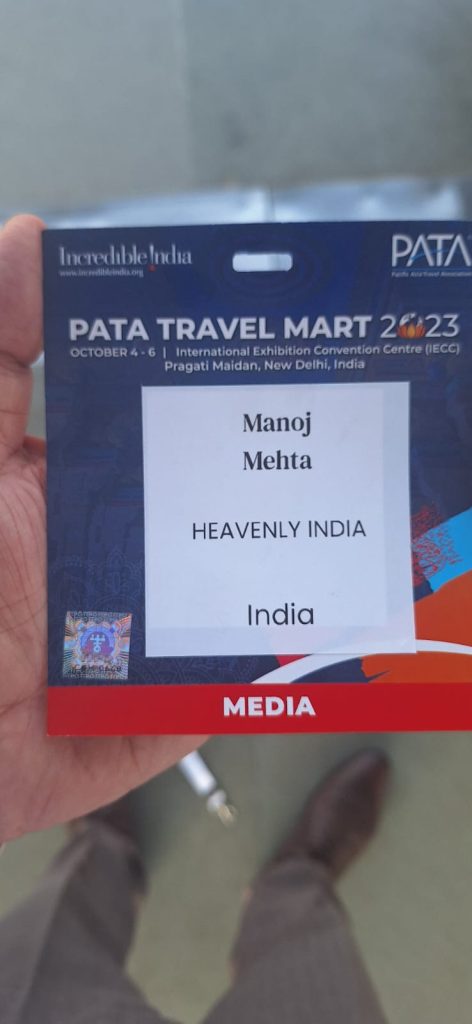 Incredible !ndia
www.incredibleindia.org
PATA
Pacific Asia Travel Association
PATA TRAVEL MART 2023
OCTOBER 4 - 6 | International Exhibition Convention Centre (IECC)
Pragati Maidan, New Delhi, India
Manoj
Mehta
HEAVENLY INDIA
India
MEDIA